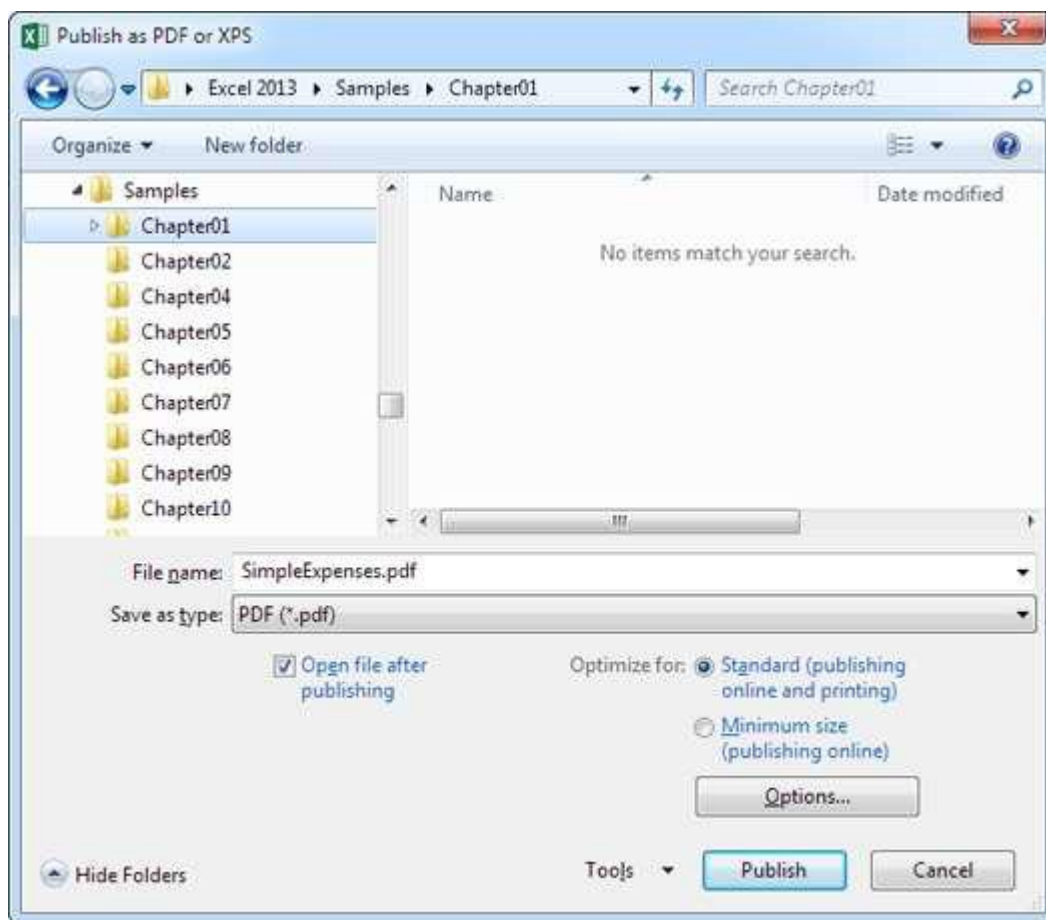 Publish as PDF or XPS
Excel 2013 Samples Chapter01 Search Chapter01
Organize New folder
Samples
Name Date modified
Chapter01
No items match your search.
Chapter02
Chapter04
Chapter05
Chapter06
Chapter07
Chapter08
Chapter09
Chapter10
File name: SimpleExpenses.pdf
Save as type: PDF (*.pdf)
Open file after
publishing
Optimize for: Standard (publishing
online and printing)
Minimum size
(publishing online)
Options...
Hide Folders
Tools Publish Cancel